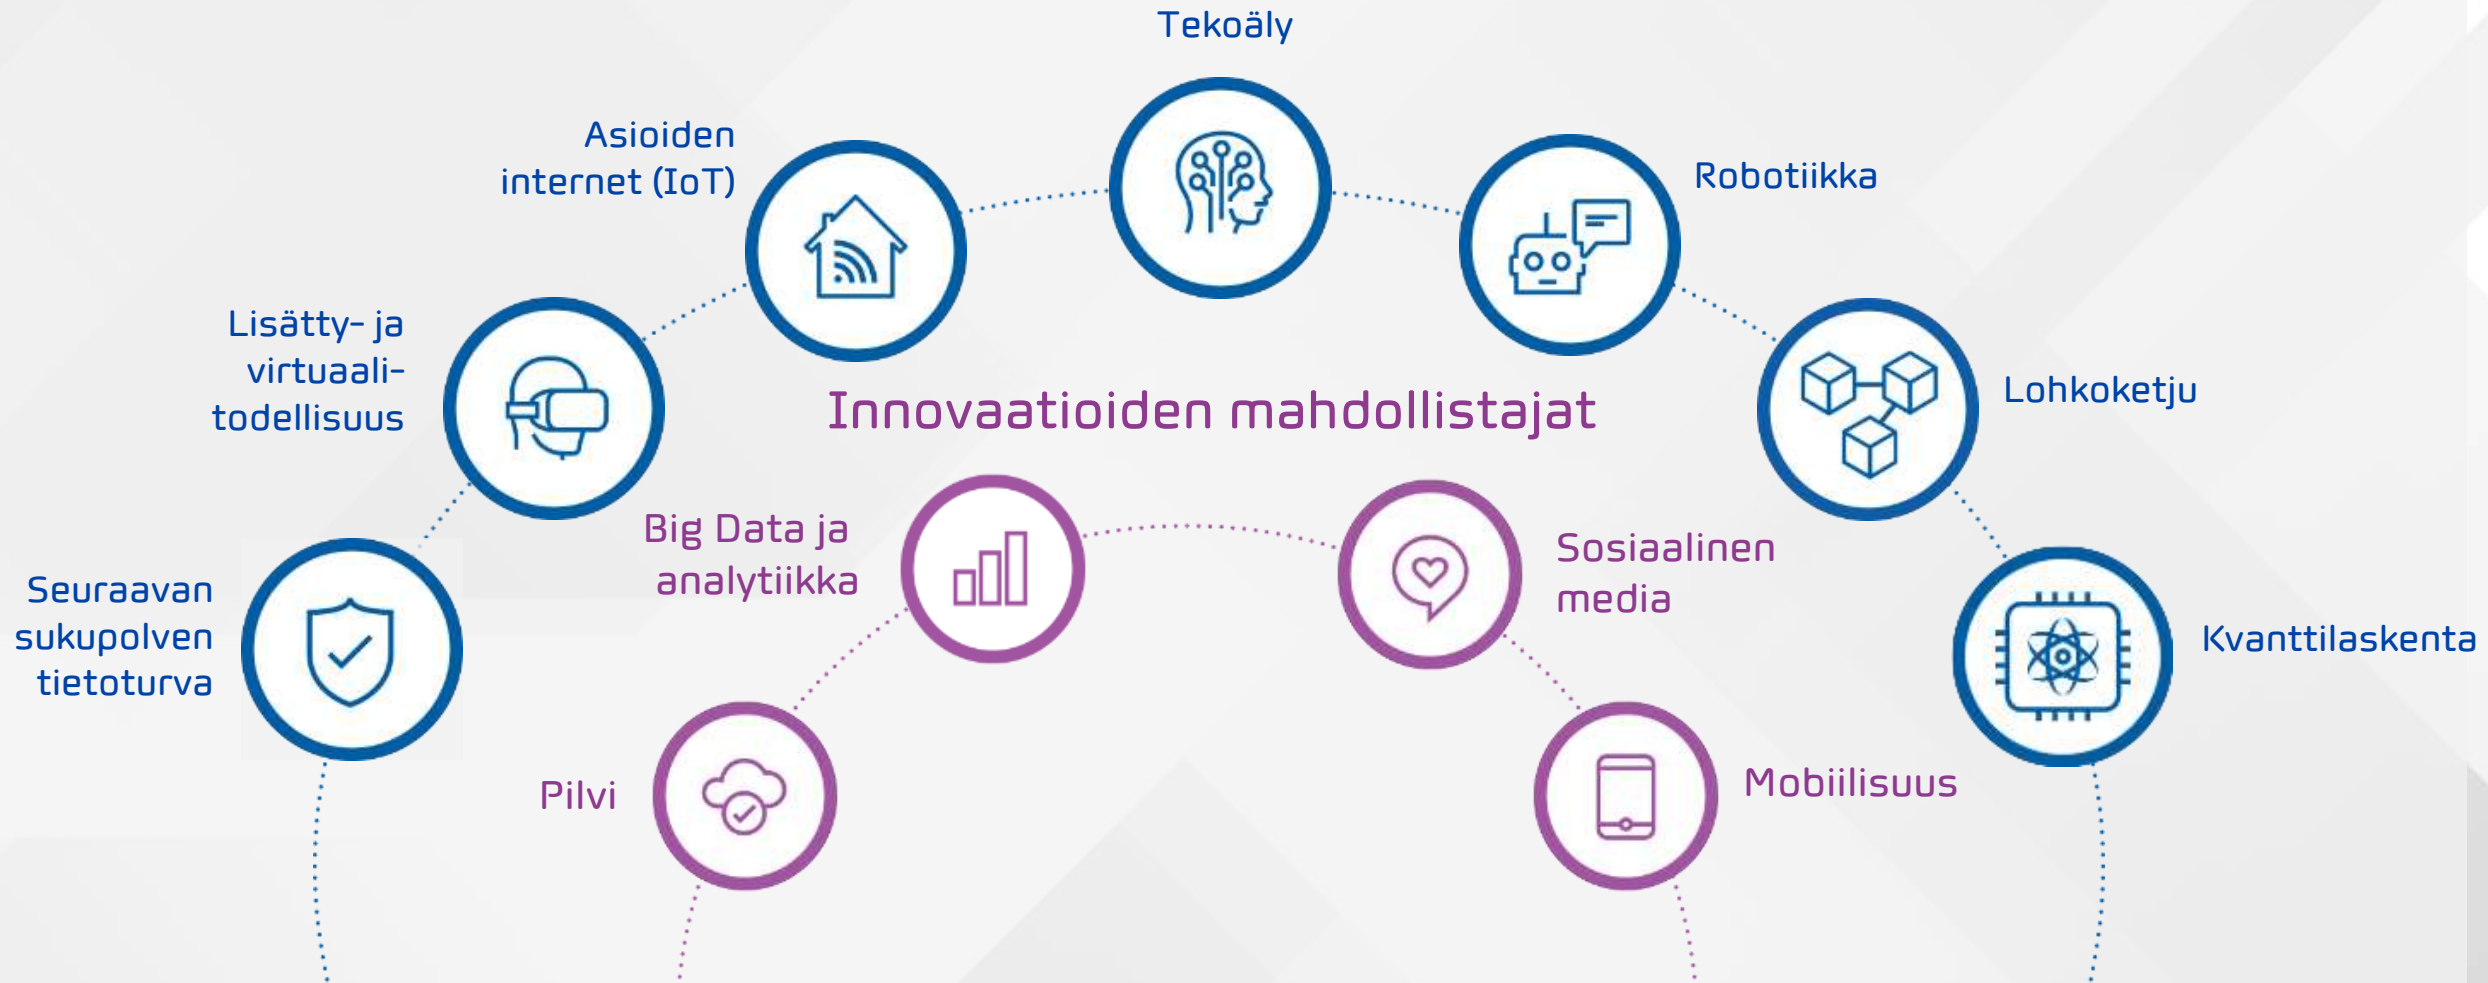 Tekoäly
Asioiden
internet (IoT)
Robotiikka
Lisätty- ja
virtuaali-
todellisuus
Lohkoketju
Innovaatioiden mahdollistajat
Big Data ja
analytiikka
Sosiaalinen
media
Seuraavan
sukupolven
tietoturva
Kvanttilaskenta
Pilvi
Mobiilisuus